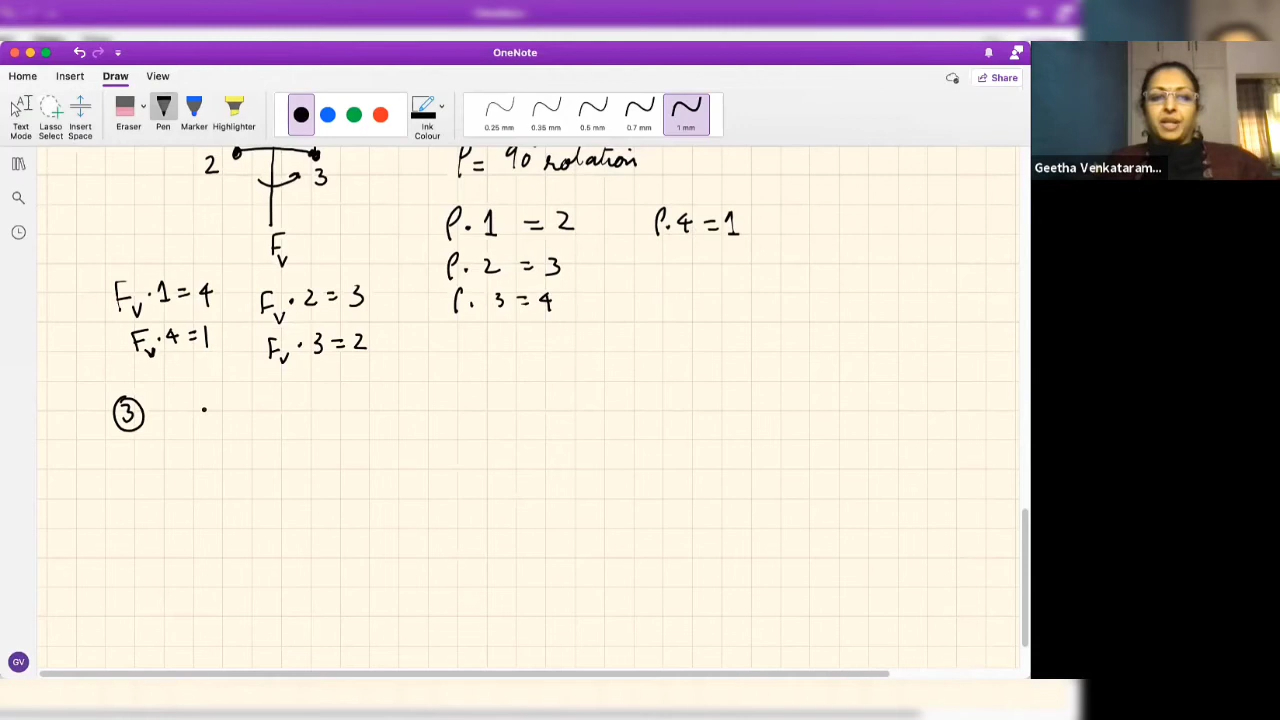 OneNote
Home Insert Draw View
Share
Text Mode
Lasso Select
Insert Space
Eraser
Pen
Marker
Highlighter
Ink Colour
0.25 mm
0.35 mm
0.5 mm
0.7 mm
1 mm
Geetha Venkataram...
2
3
F_v
ρ = 90° rotation
ρ·1 = 2 ρ·4 = 1
ρ·2 = 3
ρ·3 = 4
F_v·1 = 4 F_v·2 = 3
F_v·4 = 1 F_v·3 = 2
③
GV